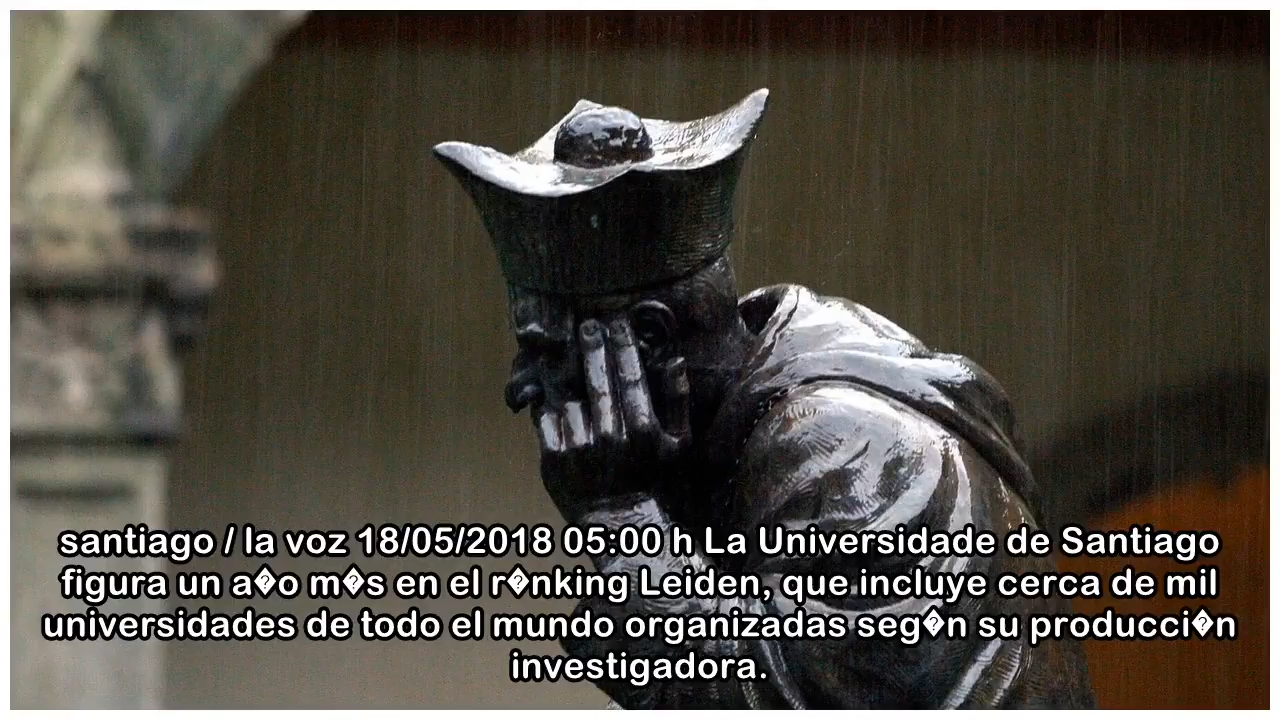 santiago / la voz 18/05/2018 05:00 h La Universidade de Santiago
figura un a�o m�s en el r�nking Leiden, que incluye cerca de mil
universidades de todo el mundo organizadas seg�n su producci�n
investigadora.